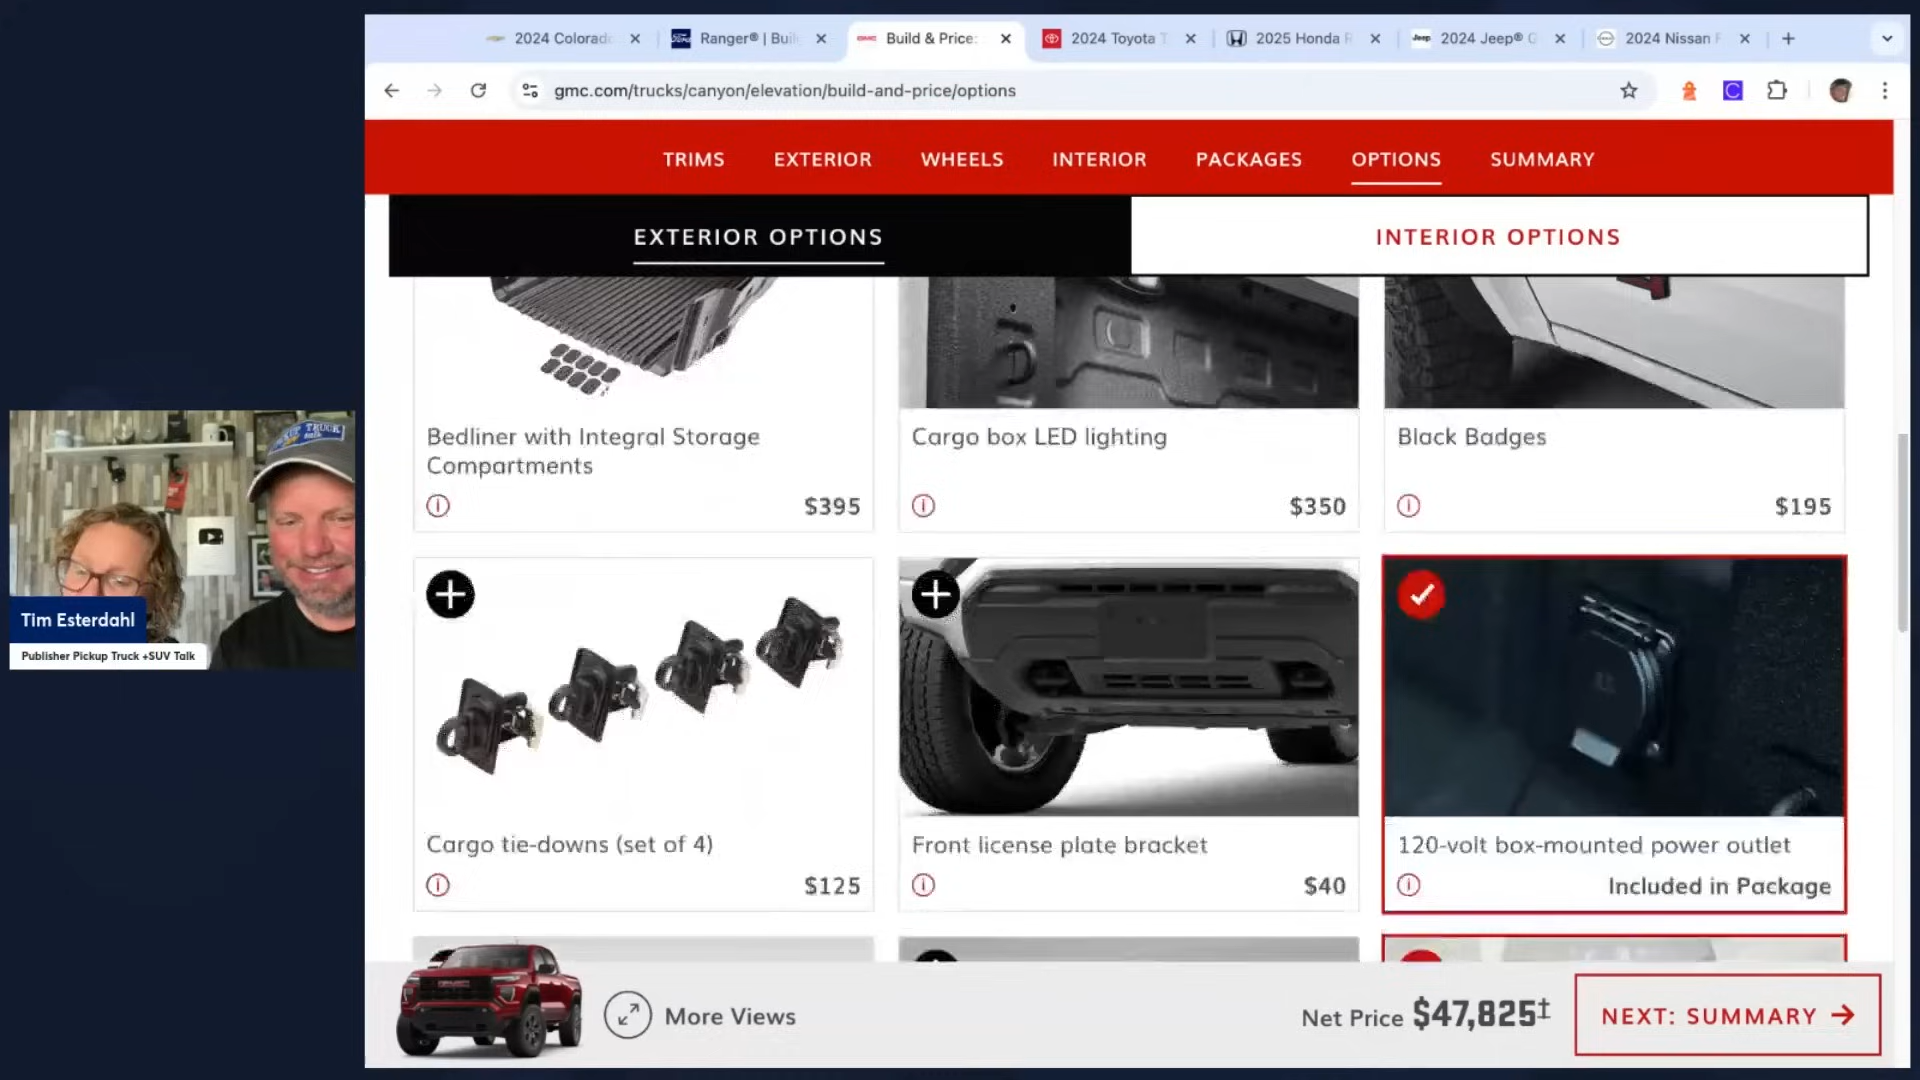 2024 Colorad
Ranger® | Buil
Build & Price:
2024 Toyota T
2025 Honda R
2024 Jeep® G
2024 Nissan F
gmc.com/trucks/canyon/elevation/build-and-price/options
TRIMS
EXTERIOR
WHEELS
INTERIOR
PACKAGES
OPTIONS
SUMMARY
EXTERIOR OPTIONS
INTERIOR OPTIONS
Bedliner with Integral Storage
Compartments
$395
Cargo box LED lighting
$350
Black Badges
$195
Cargo tie-downs (set of 4)
$125
Front license plate bracket
$40
120-volt box-mounted power outlet
Included in Package
PICKUP TRUCK
Tim Esterdahl
Publisher Pickup Truck +SUV Talk
More Views
Net Price $47,825‡
NEXT: SUMMARY →